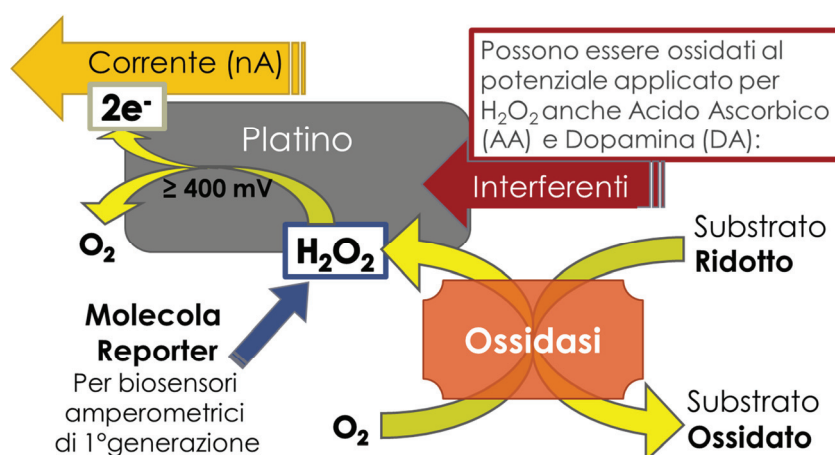 Corrente (nA)
2e⁻
Platino
≥ 400 mV
O₂
H₂O₂
Possono essere ossidati al
potenziale applicato per
H₂O₂ anche Acido Ascorbico
(AA) e Dopamina (DA):
Interferenti
Substrato
Ridotto
Molecola
Reporter
Per biosensori
amperometrici
di 1°generazione
Ossidasi
O₂
Substrato
Ossidato